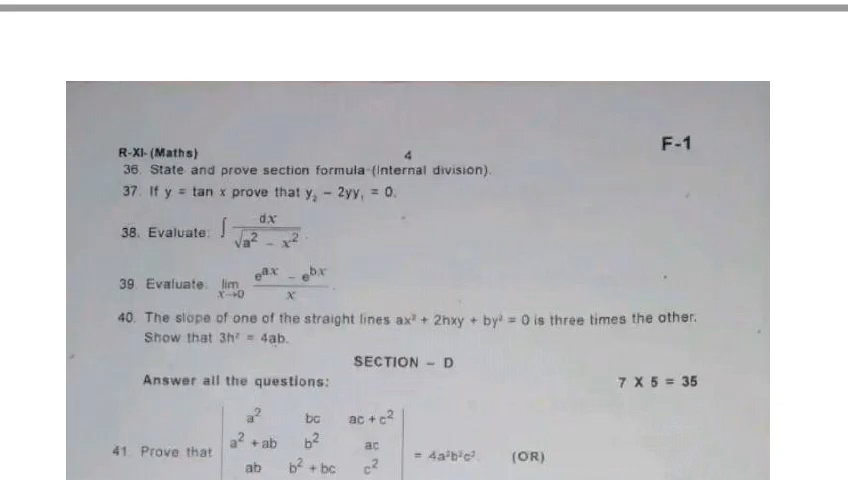 F-1
R-XI-(Maths) 4
36. State and prove section formula (Internal division).
37. If y = tan x prove that y₂ − 2yy₁ = 0.
38. Evaluate: ∫ dx / √(a² − x²).
39. Evaluate. lim x→0 (e^ax − e^bx) / x.
40. The slope of one of the straight lines ax² + 2hxy + by² = 0 is three times the other.
Show that 3h² = 4ab.
SECTION – D
Answer all the questions: 7 X 5 = 35
41. Prove that | a² bc ac + c² |
| a² + ab b² ac | = 4a²b²c². (OR)
| ab b² + bc c² |